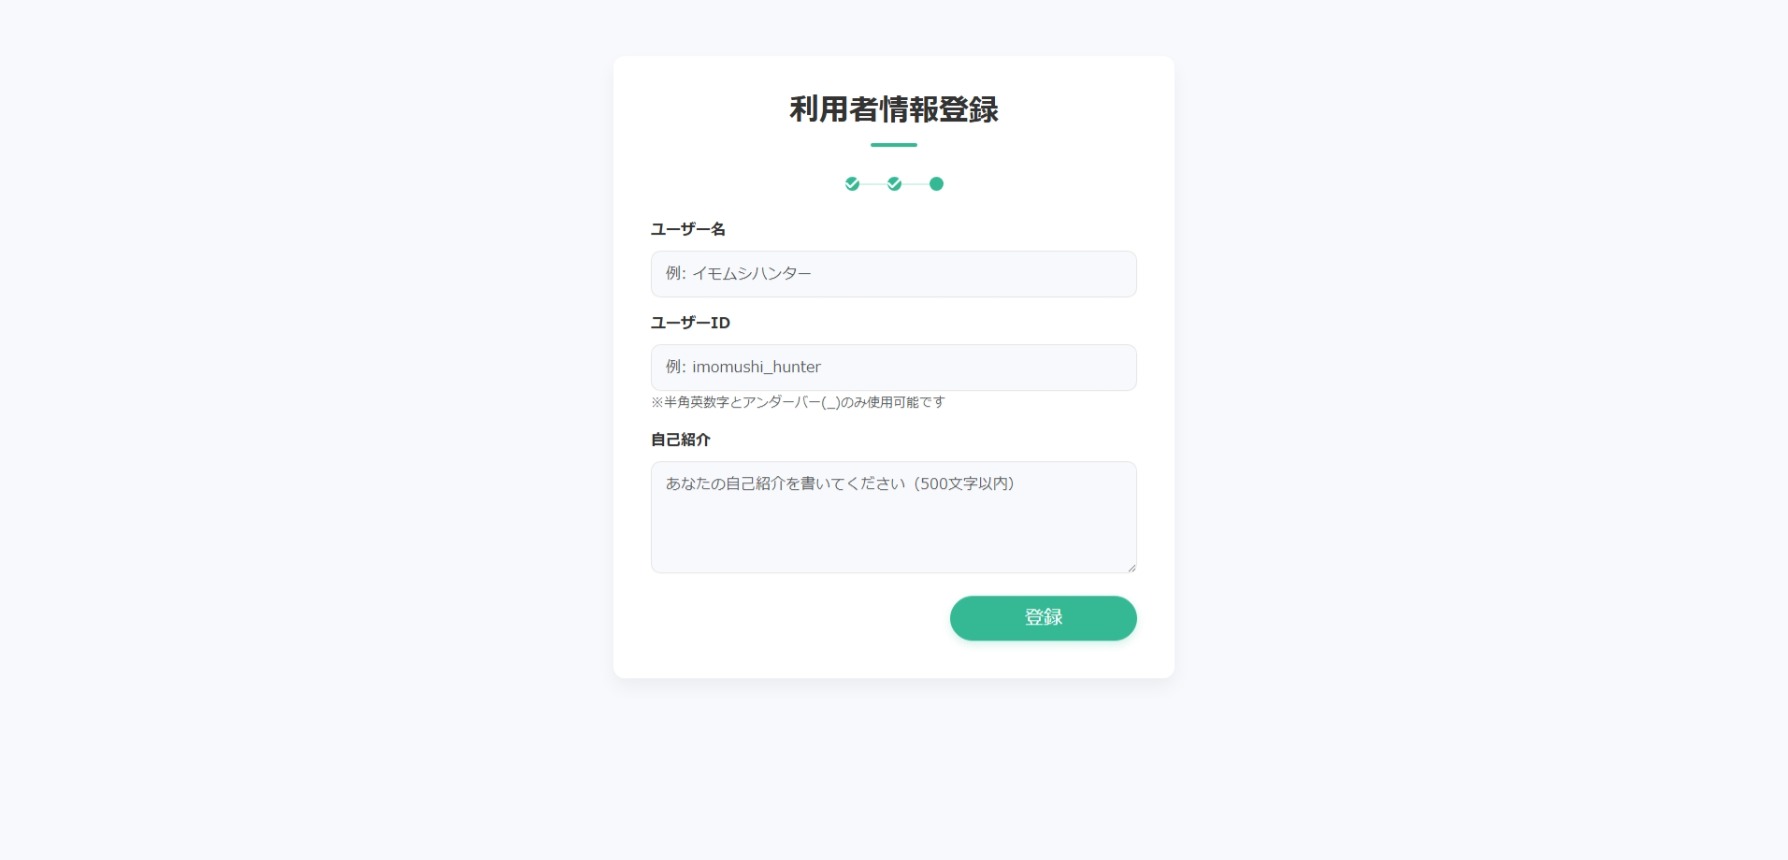 利用者情報登録
ユーザー名
例: イモムシハンター
ユーザーID
例: imomushi_hunter
※半角英数字とアンダーバー(_)のみ使用可能です
自己紹介
あなたの自己紹介を書いてください（500文字以内）
登録